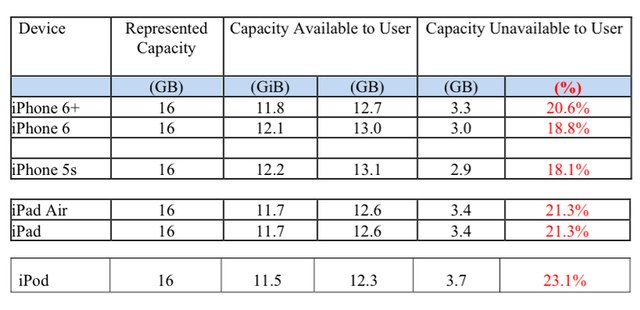 Device Represented Capacity Available to User Capacity Unavailable to User
Capacity
(GB) (GiB) (GB) (GB) (%)
iPhone 6+ 16 11.8 12.7 3.3 20.6%
iPhone 6 16 12.1 13.0 3.0 18.8%
iPhone 5s 16 12.2 13.1 2.9 18.1%
iPad Air 16 11.7 12.6 3.4 21.3%
iPad 16 11.7 12.6 3.4 21.3%
iPod 16 11.5 12.3 3.7 23.1%